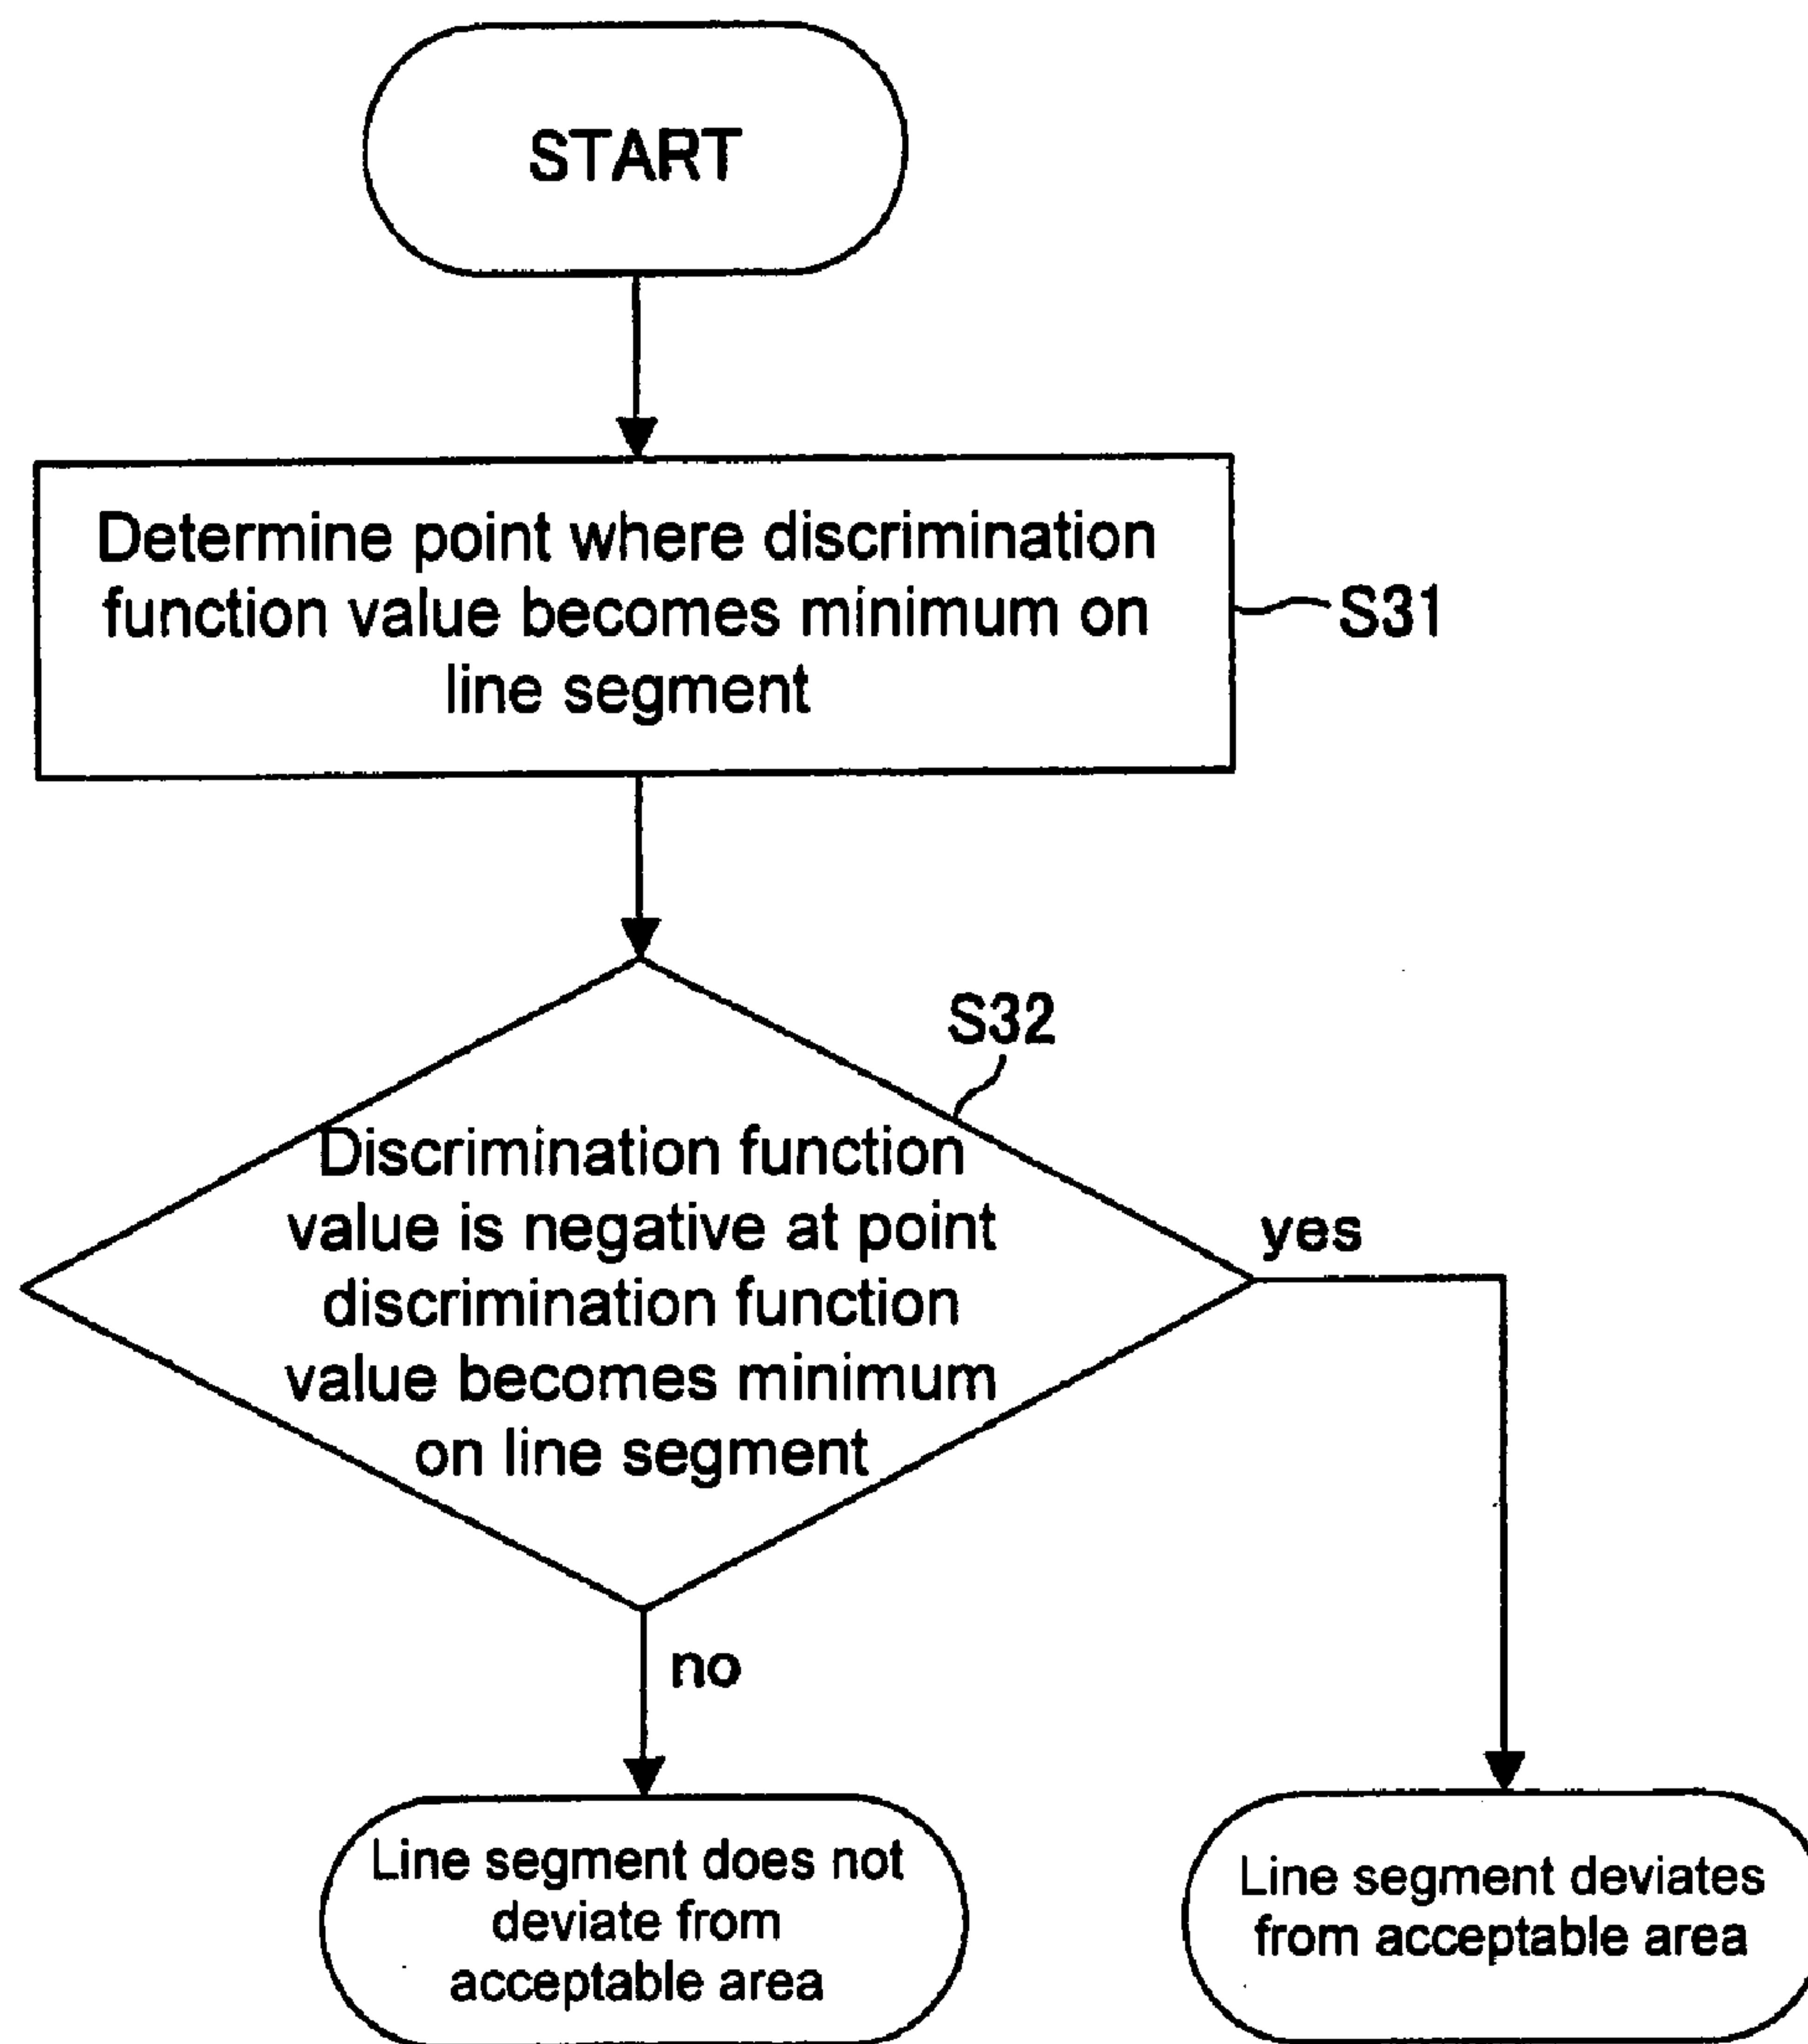 START
Determine point where discrimination
function value becomes minimum on
line segment
S31
S32
Discrimination function
value is negative at point
discrimination function
value becomes minimum
on line segment
yes
no
Line segment does not
deviate from
acceptable area
Line segment deviates
from acceptable area